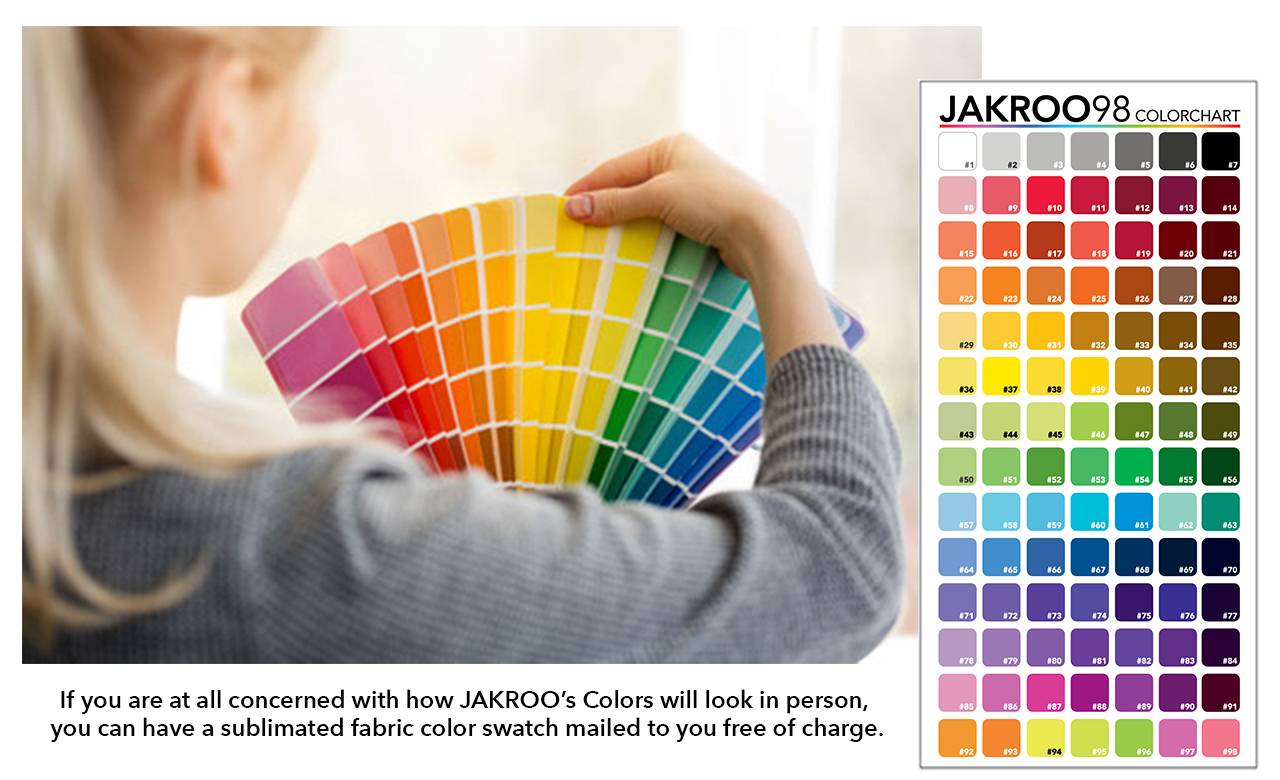 JAKROO98 COLORCHART
#1 #2 #3 #4 #5 #6 #7
#8 #9 #10 #11 #12 #13 #14
#15 #16 #17 #18 #19 #20 #21
#22 #23 #24 #25 #26 #27 #28
#29 #30 #31 #32 #33 #34 #35
#36 #37 #38 #39 #40 #41 #42
#43 #44 #45 #46 #47 #48 #49
#50 #51 #52 #53 #54 #55 #56
#57 #58 #59 #60 #61 #62 #63
#64 #65 #66 #67 #68 #69 #70
#71 #72 #73 #74 #75 #76 #77
#78 #79 #80 #81 #82 #83 #84
#85 #86 #87 #88 #89 #90 #91
#92 #93 #94 #95 #96 #97 #98
If you are at all concerned with how JAKROO’s Colors will look in person,
you can have a sublimated fabric color swatch mailed to you free of charge.